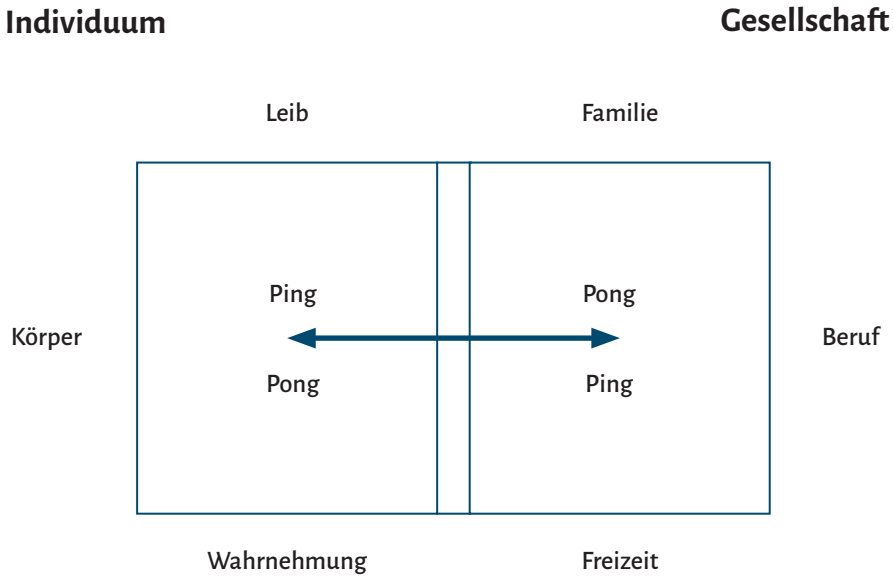 Individuum
Gesellschaft
Leib
Familie
Ping
Pong
Körper
Beruf
Pong
Ping
Wahrnehmung
Freizeit